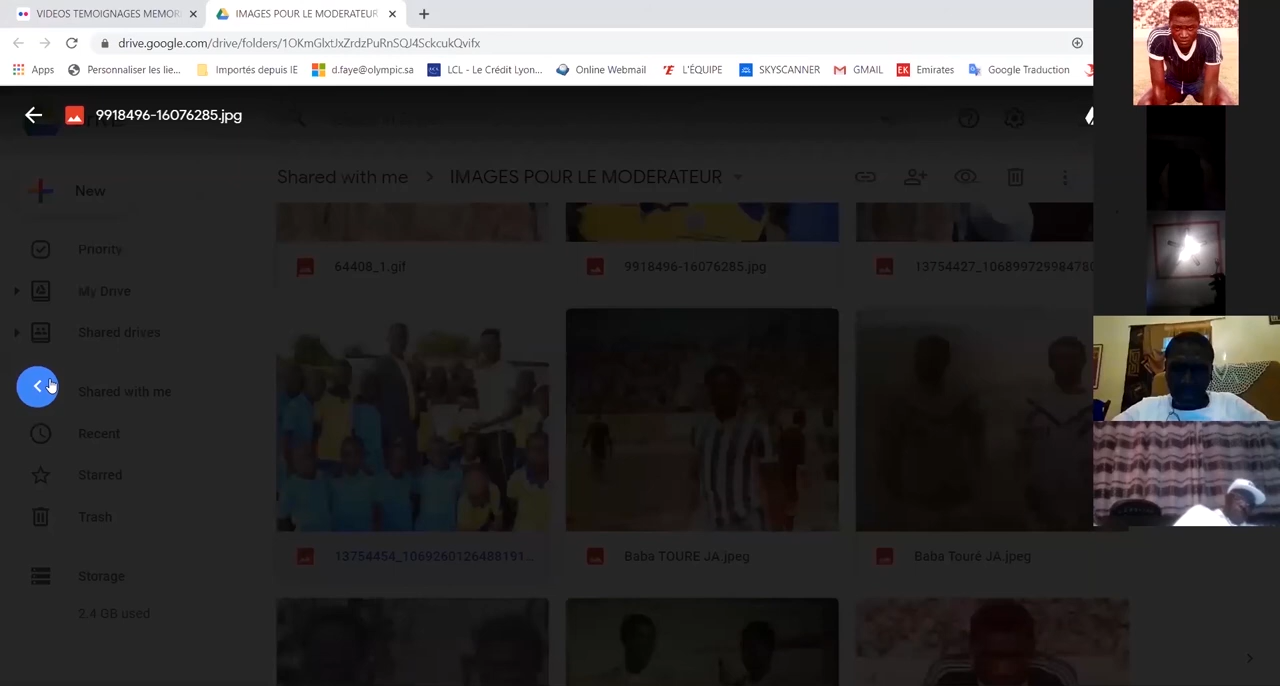 VIDEOS TEMOIGNAGES MEMOR
IMAGES POUR LE MODERATEUR
drive.google.com/drive/folders/1OKmGlxtJxZrdzPuRnSQJ4SckcukQvifx
Apps
Personnaliser les lie...
Importés depuis IE
d.faye@olympic.sa
LCL - Le Crédit Lyon...
Online Webmail
L'ÉQUIPE
SKYSCANNER
GMAIL
EK Emirates
Google Traduction
9918496-16076285.jpg
New
Shared with me > IMAGES POUR LE MODERATEUR
Priority
64408_1.gif
9918496-16076285.jpg
13754427_106899729984780
My Drive
Shared drives
Shared with me
Recent
Starred
Trash
13754454_1069260126488191...
Baba TOURE JA.jpeg
Baba Touré JA.jpeg
Storage
2.4 GB used